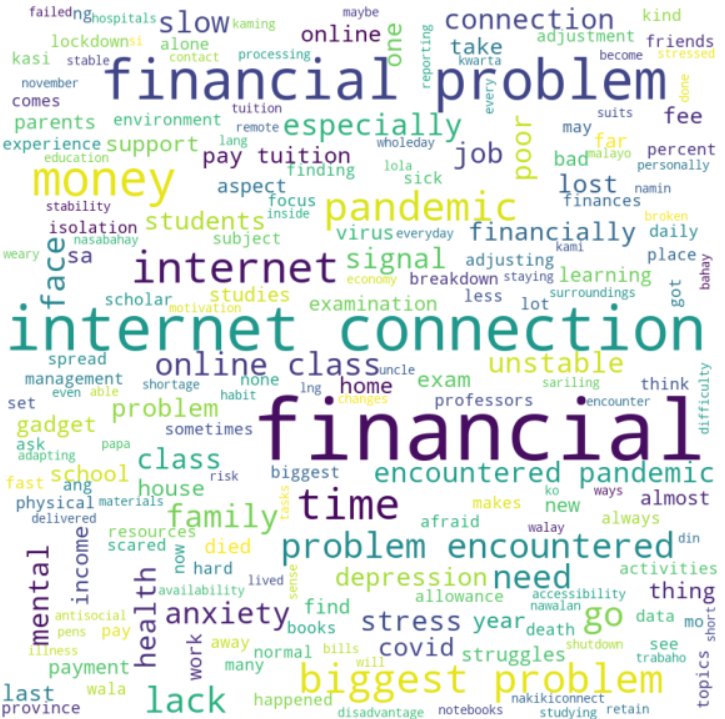 failed ng hospitals slow kaming maybe connection kind
lockdown si alone online one adjustment friends
kasi stable contact processing take reporting kwarta become stressed
november financial problem every done
comes tuition suits fee
parents environment remote especially poor may far percent
experience support lang wholeday job bad malayo
education pay tuition finding lola lost personally
money aspect sick finances namin
stability focus pandemic broken
isolation students inside virus everyday financially daily
nasabahay subject signal kami place
weary face sa internet economy breakdown staying learning got bahay
scholar studies adjusting less lot surroundings
motivation examination
internet connection
spread online class uncle unstable
management shortage none home exam sariling think difficulty
even able habit lng changes professors encounter
set problem financial
gadget sometimes
ask papa class
adapting school risk biggest encountered pandemic
fast ang house time ko ways
physical materials tasks makes new almost
delivered family afraid walay always
resources
scared now died problem encountered din
mental income hard lived depression need activities
availability sense allowance accessibility thing
antisocial health anxiety find stress year nawalan go data mo short
pens pay books death
illness work away normal covid struggles shutdown see topics
payment many bills will trabaho
last wala happened biggest problem
province lack disadvantage notebooks nakikiconnect studying retain